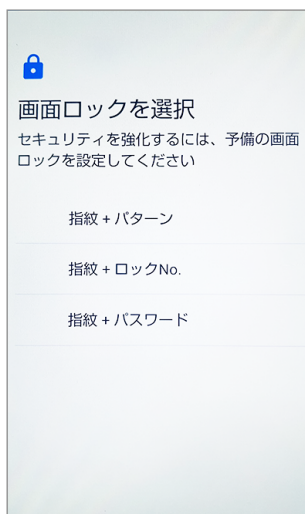 画面ロックを選択
セキュリティを強化するには、予備の画面
ロックを設定してください
指紋 + パターン
指紋 + ロックNo.
指紋 + パスワード